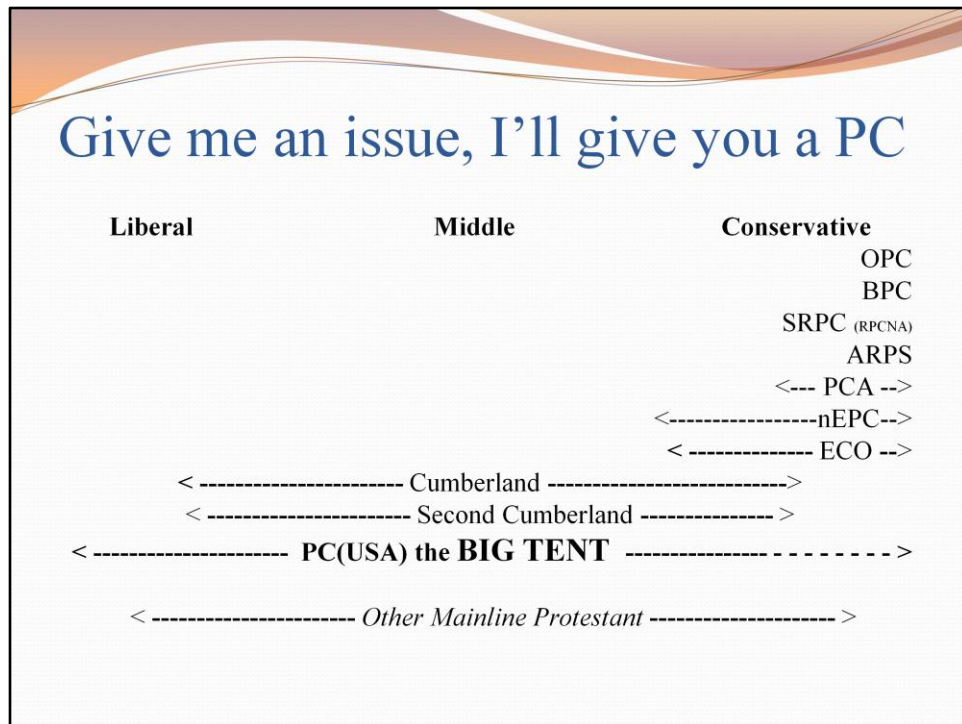 Give me an issue, I’ll give you a PC
Liberal Middle Conservative
OPC
BPC
SRPC (RPCNA)
ARPS
<--- PCA -->
<-----------------nEPC-->
< -------------- ECO -->
< ----------------------- Cumberland --------------------------->
< ----------------------- Second Cumberland --------------- >
< ---------------------- PC(USA) the BIG TENT ---------------- - - - - - - - - >
< ----------------------- Other Mainline Protestant --------------------- >